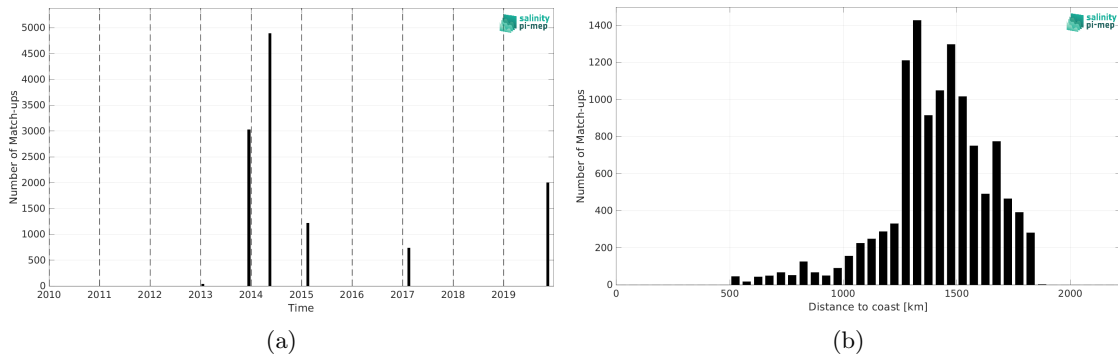 salinity
pi-mep
5000
4500
4000
3500
3000
2500
2000
1500
1000
500
0
Number of Match-ups
2010 2011 2012 2013 2014 2015 2016 2017 2018 2019
Time
(a)
salinity
pi-mep
1400
1200
1000
800
600
400
200
0
Number of Match-ups
0 500 1000 1500 2000
Distance to coast [km]
(b)